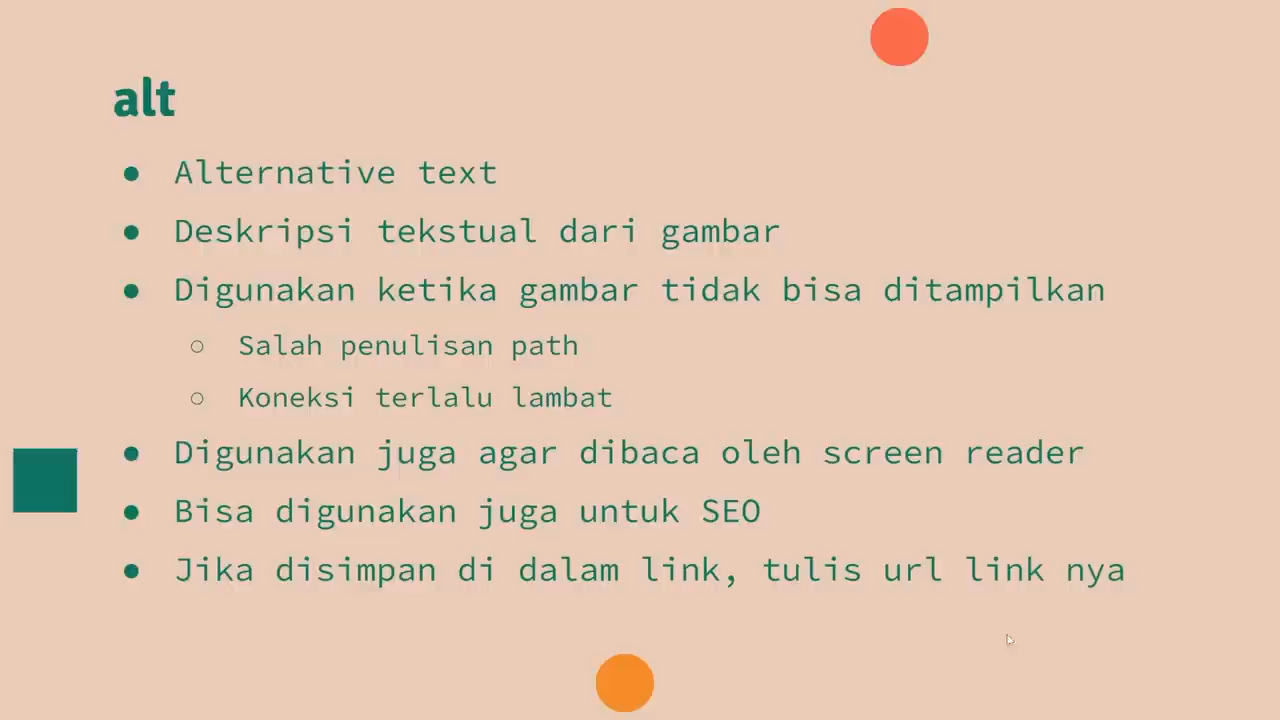 alt
● Alternative text
● Deskripsi tekstual dari gambar
● Digunakan ketika gambar tidak bisa ditampilkan
○ Salah penulisan path
○ Koneksi terlalu lambat
● Digunakan juga agar dibaca oleh screen reader
● Bisa digunakan juga untuk SEO
● Jika disimpan di dalam link, tulis url link nya